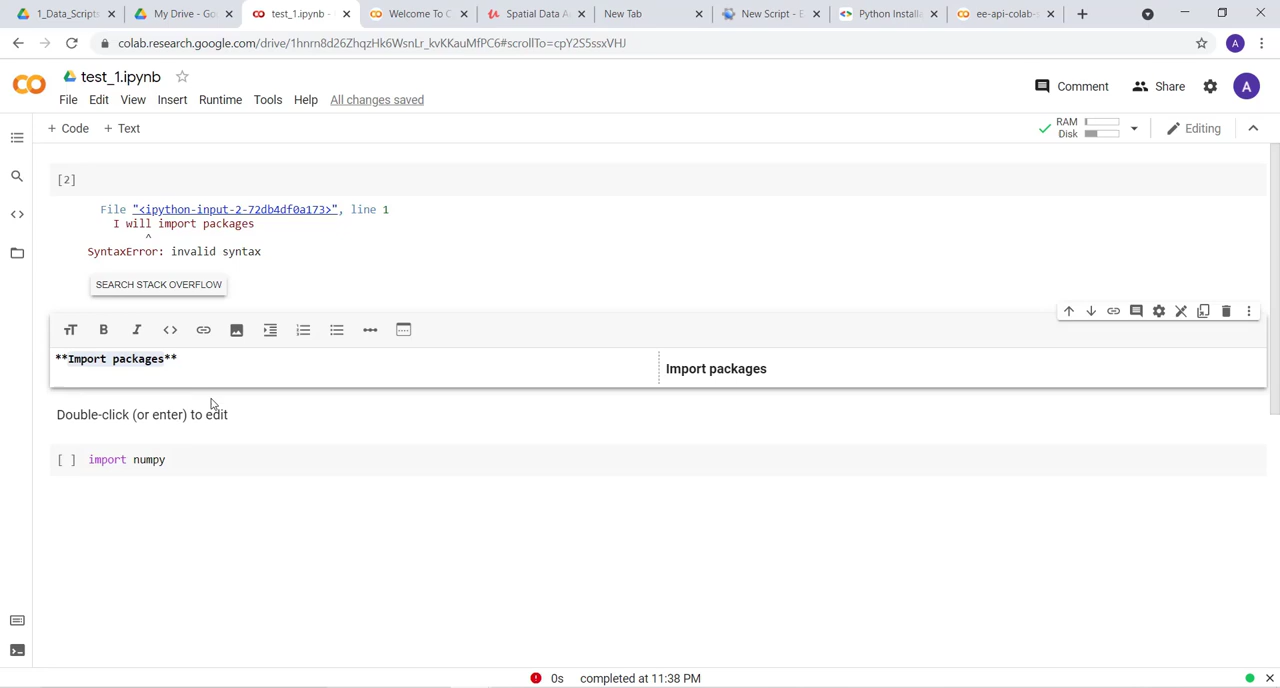 1_Data_Scripts
My Drive - Go
test_1.ipynb -
Welcome To C
Spatial Data A
New Tab
New Script - E
Python Installa
ee-api-colab-s
colab.research.google.com/drive/1hnrn8d26ZhqzHk6WsnLr_kvKKauMfPC6#scrollTo=cpY2S5ssxVHJ
A
test_1.ipynb
Comment
Share
A
File Edit View Insert Runtime Tools Help All changes saved
+ Code + Text
RAM
Disk
Editing
[2]
File "<ipython-input-2-72db4df0a173>", line 1
I will import packages
^
SyntaxError: invalid syntax
SEARCH STACK OVERFLOW
**Import packages**
Import packages
Double-click (or enter) to edit
[ ] import numpy
0s completed at 11:38 PM